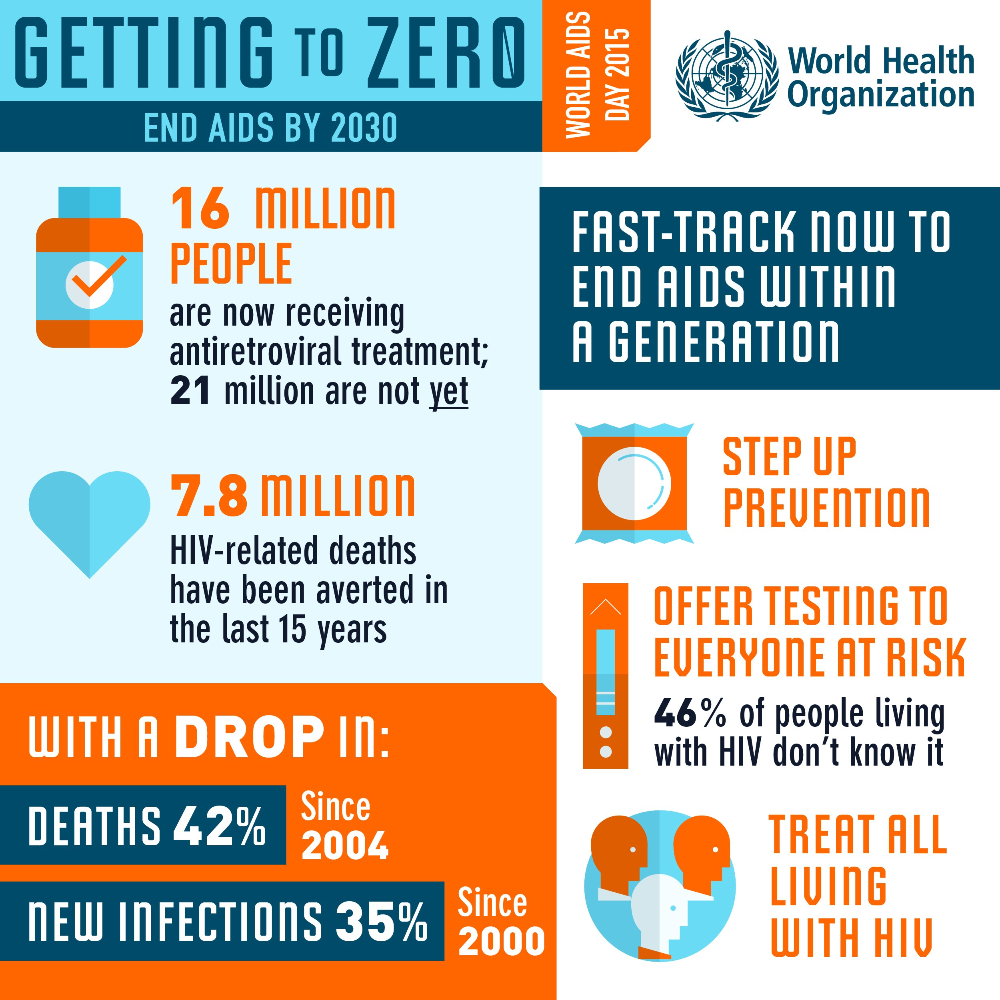 GETTING TO ZERO
END AIDS BY 2030
WORLD AIDS
DAY 2015
World Health
Organization
16 MILLION
PEOPLE
are now receiving
antiretroviral treatment;
21 million are not yet
7.8 MILLION
HIV-related deaths
have been averted in
the last 15 years
WITH A DROP IN:
DEATHS 42%
Since
2004
NEW INFECTIONS 35%
Since
2000
FAST-TRACK NOW TO
END AIDS WITHIN
A GENERATION
STEP UP
PREVENTION
OFFER TESTING TO
EVERYONE AT RISK
46% of people living
with HIV don't know it
TREAT ALL
LIVING
WITH HIV